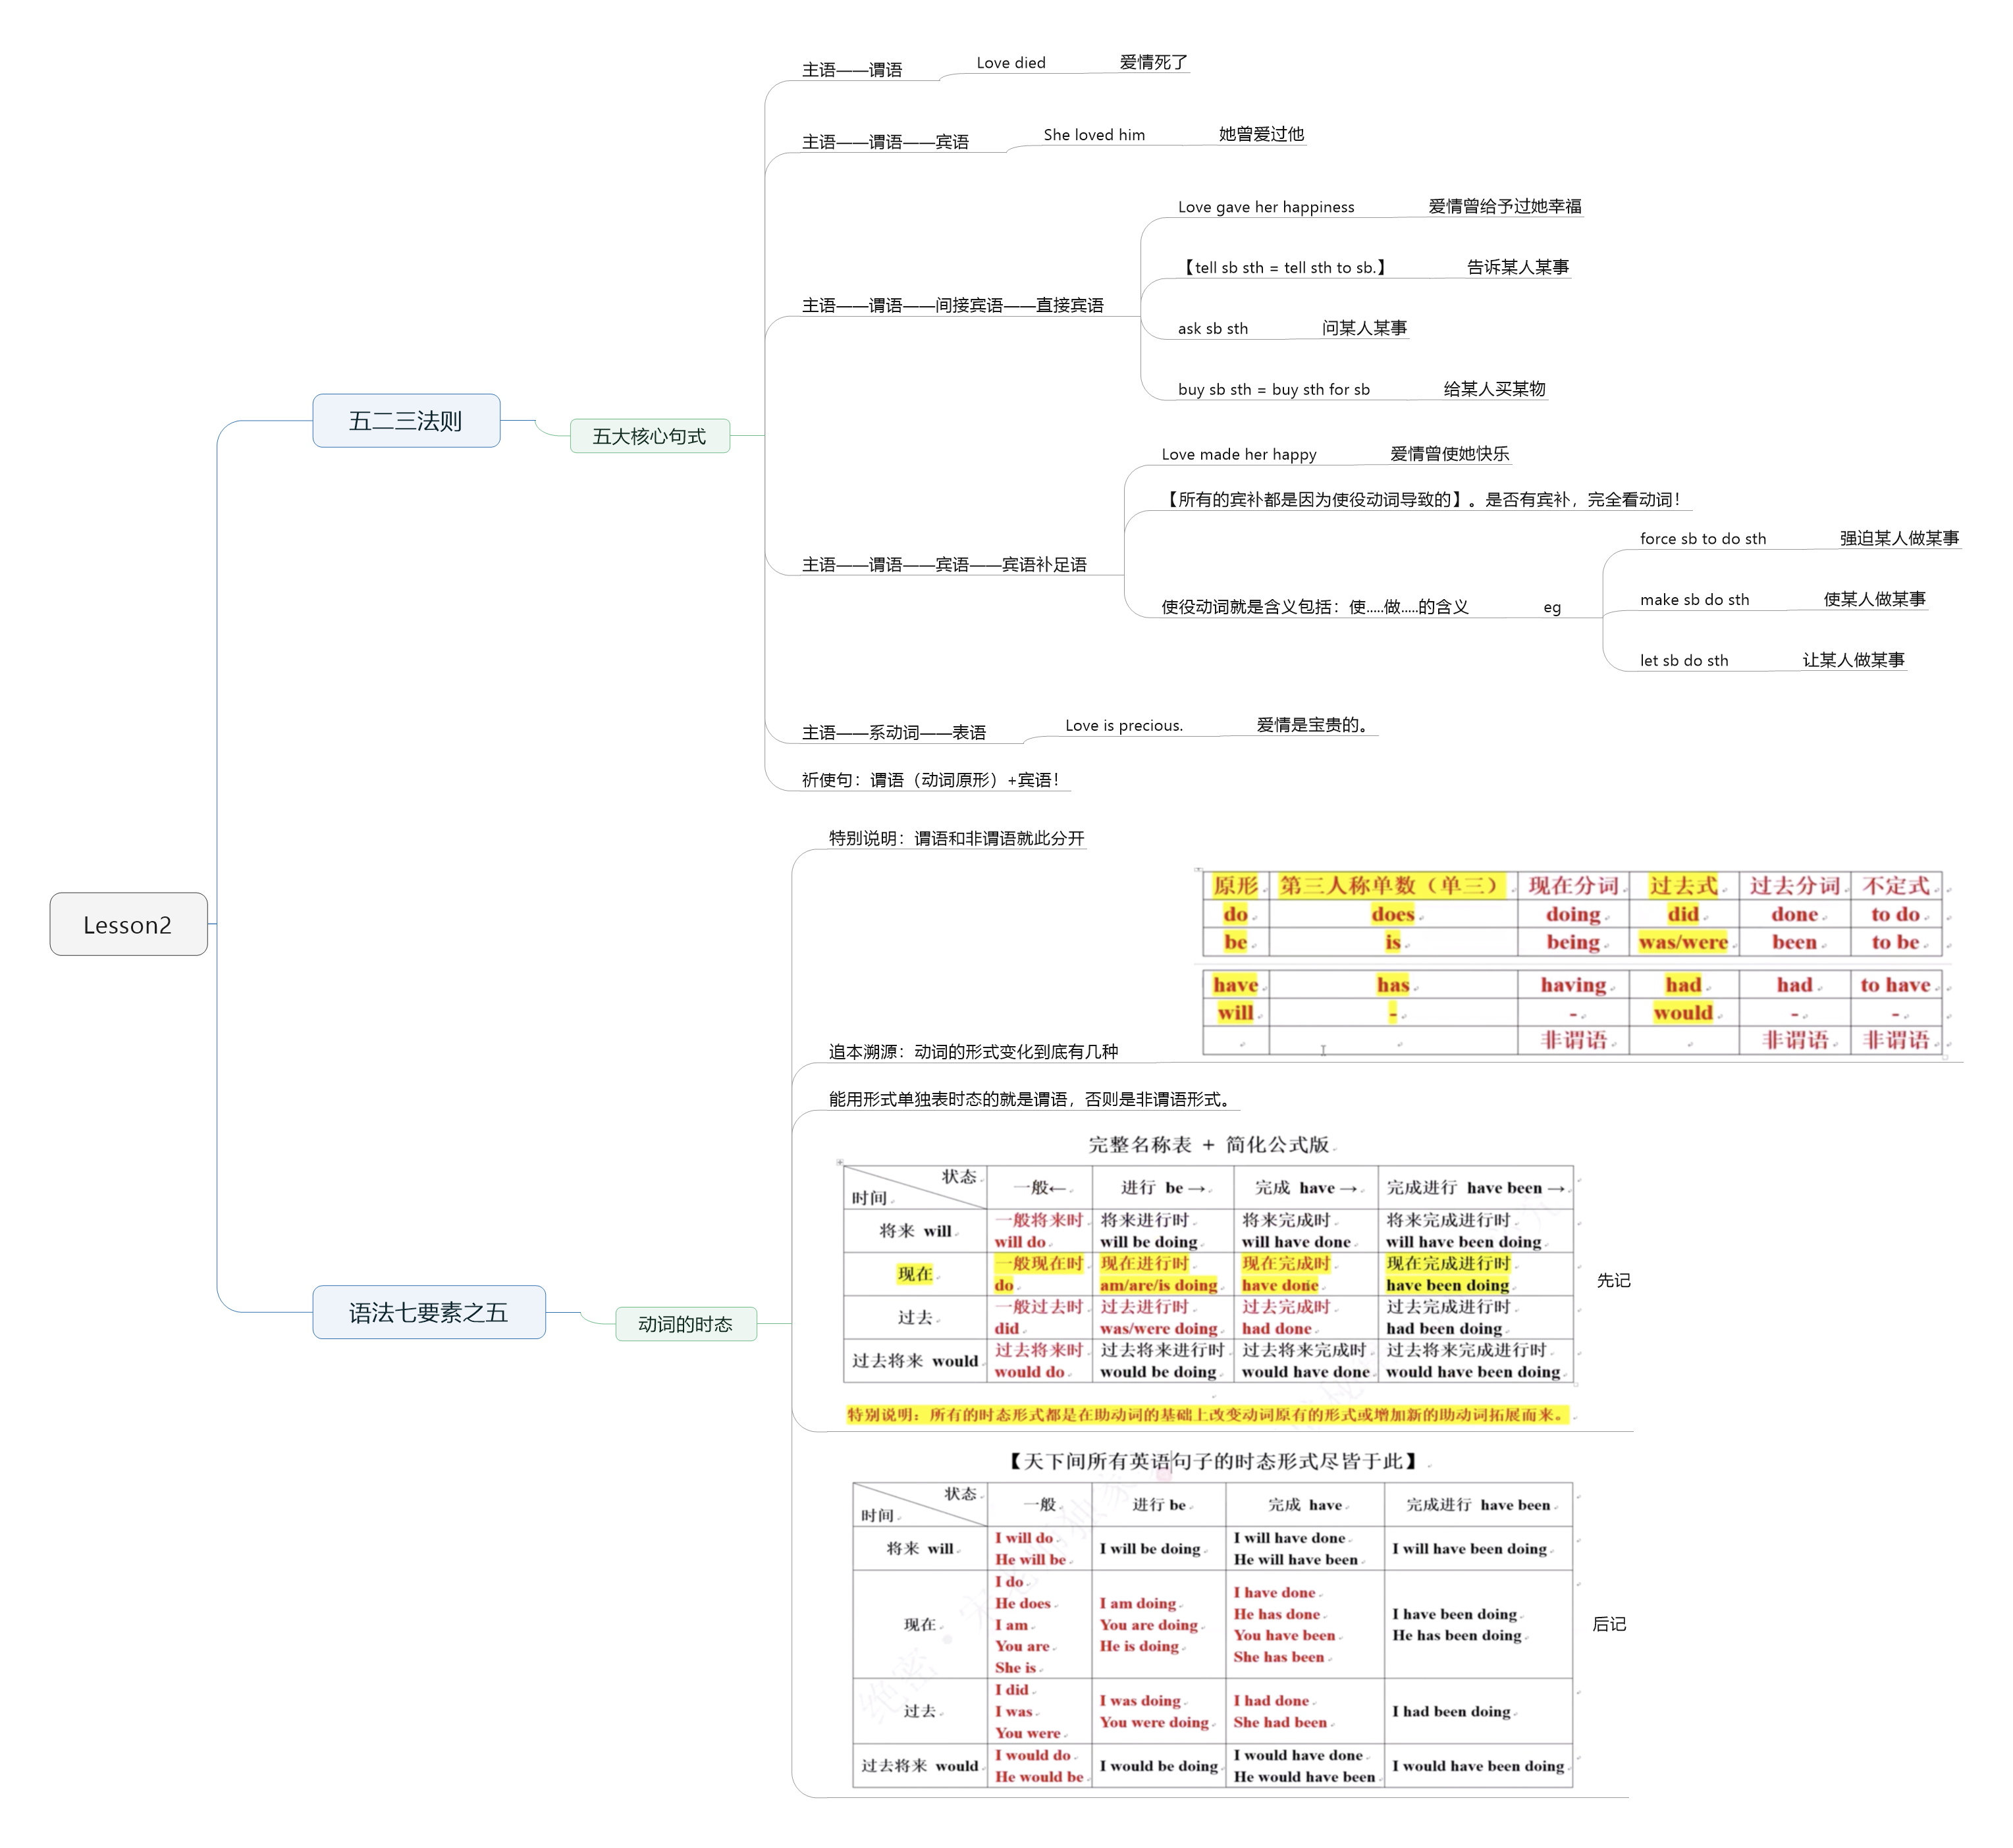 Lesson2
五二三法则
五大核心句式
主语——谓语
Love died
爱情死了
主语——谓语——宾语
She loved him
她曾爱过他
主语——谓语——间接宾语——直接宾语
Love gave her happiness
爱情曾给予过她幸福
【tell sb sth = tell sth to sb.】
告诉某人某事
ask sb sth
问某人某事
buy sb sth = buy sth for sb
给某人买某物
主语——谓语——宾语——宾语补足语
Love made her happy
爱情曾使她快乐
【所有的宾补都是因为使役动词导致的】。是否有宾补，完全看动词！
使役动词就是含义包括：使.....做.....的含义
eg
force sb to do sth
强迫某人做某事
make sb do sth
使某人做某事
let sb do sth
让某人做某事
主语——系动词——表语
Love is precious.
爱情是宝贵的。
祈使句：谓语（动词原形）+宾语！
语法七要素之五
动词的时态
特别说明：谓语和非谓语就此分开
追本溯源：动词的形式变化到底有几种
原形 第三人称单数（单三） 现在分词 过去式 过去分词 不定式
do does doing did done to do
be is being was/were been to be
have has having had had to have
will - - would - -
非谓语 非谓语 非谓语
能用形式单独表时态的就是谓语，否则是非谓语形式。
完整名称表 + 简化公式版
状态
时间
一般← 进行 be → 完成 have → 完成进行 have been →
将来 will
一般将来时 将来进行时 将来完成时 将来完成进行时
will do will be doing will have done will have been doing
现在
一般现在时 现在进行时 现在完成时 现在完成进行时
do am/are/is doing have done have been doing
过去
一般过去时 过去进行时 过去完成时 过去完成进行时
did was/were doing had done had been doing
过去将来 would
过去将来时 过去将来进行时 过去将来完成时 过去将来完成进行时
would do would be doing would have done would have been doing
特别说明：所有的时态形式都是在助动词的基础上改变动词原有的形式或增加新的助动词拓展而来。
先记
【天下间所有英语句子的时态形式尽皆于此】
状态
时间
一般 进行 be 完成 have 完成进行 have been
将来 will
I will do
He will be
I will be doing
I will have done
He will have been
I will have been doing
现在
I do
He does
I am
You are
She is
I am doing
You are doing
He is doing
I have done
He has done
You have been
She has been
I have been doing
He has been doing
过去
I did
I was
You were
I was doing
You were doing
I had done
She had been
I had been doing
过去将来 would
I would do
He would be
I would be doing
I would have done
He would have been
I would have been doing
后记